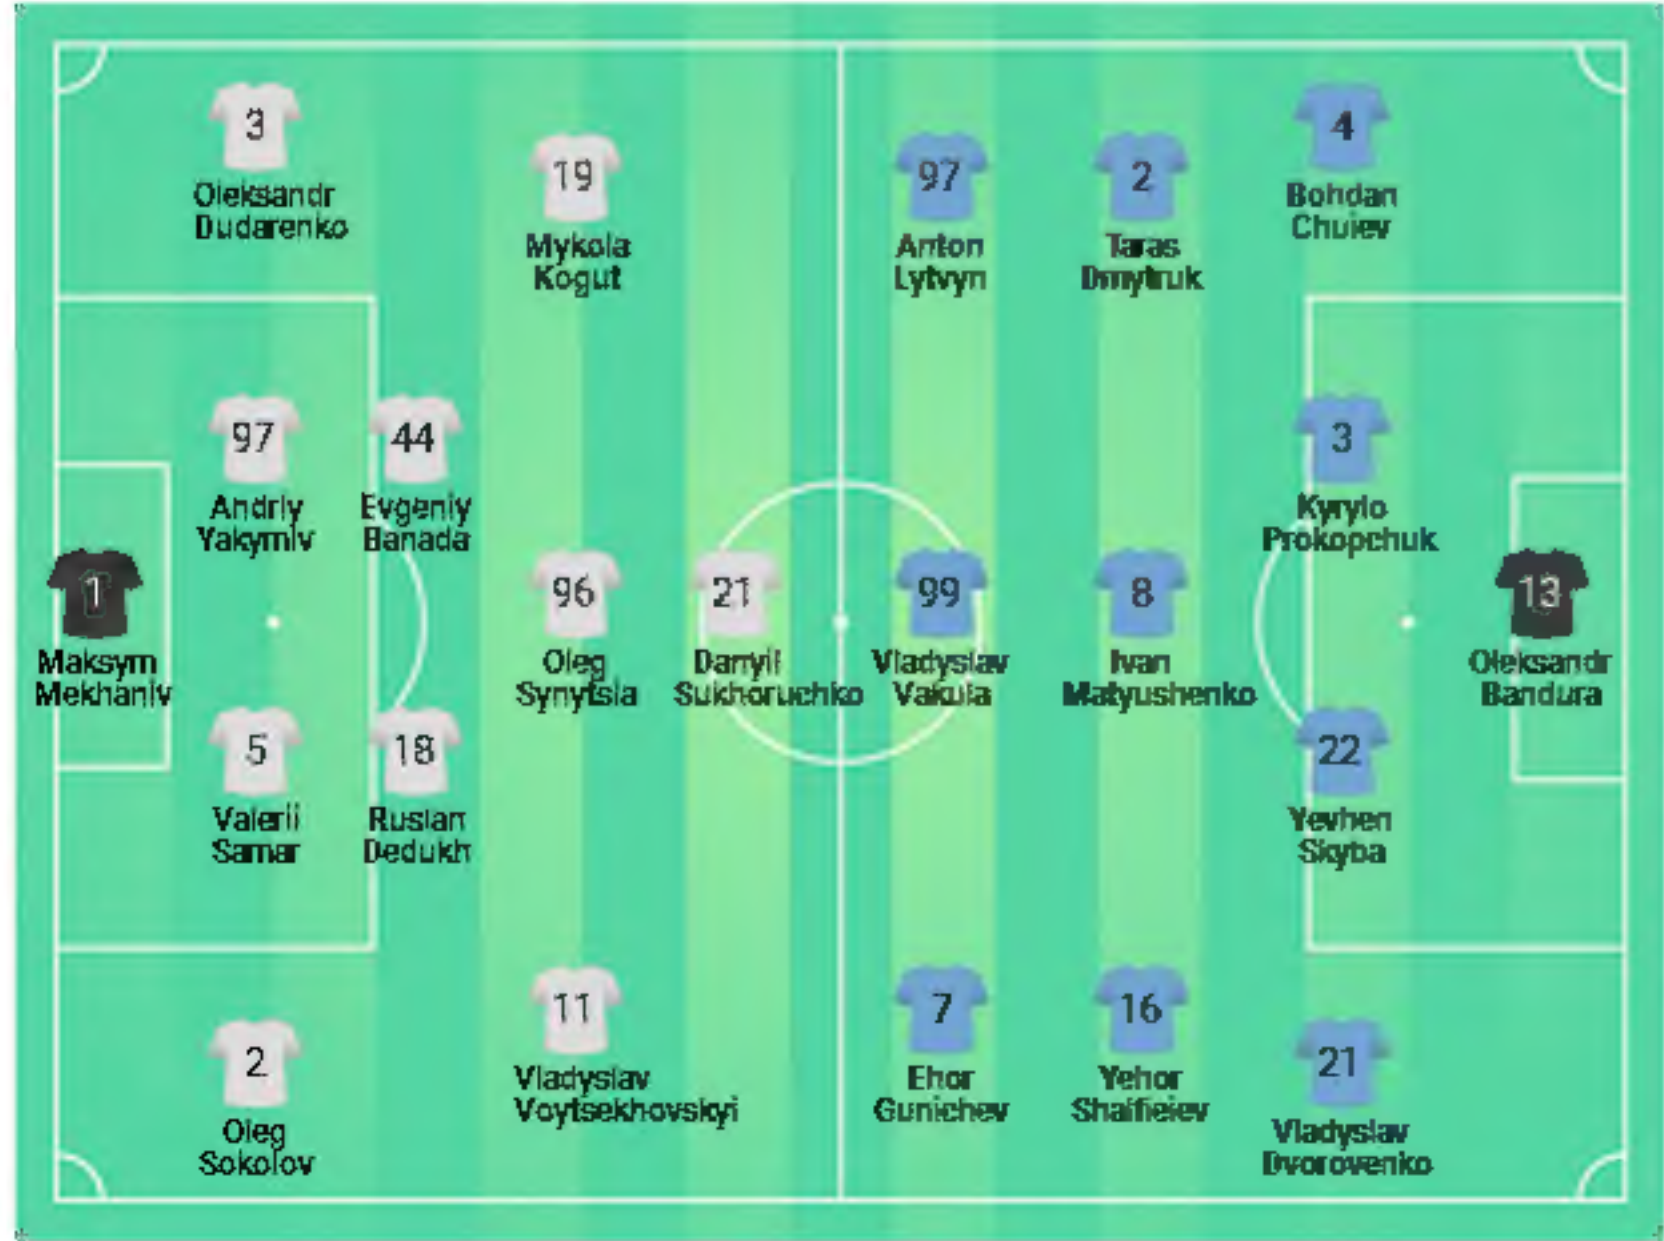 3
Oleksandr
Dudarenko
19
Mykola
Kogut
97
Andriy
Yakymiv
44
Evgeniy
Banada
1
Maksym
Mekhaniv
96
Oleg
Synytsia
21
Danyil
Sukhoruchko
5
Valerii
Samar
18
Ruslan
Dedukh
11
Vladyslav
Voytsekhovskyi
2
Oleg
Sokolov
97
Anton
Lytvyn
2
Taras
Dmytruk
4
Bohdan
Chuiev
3
Kyrylo
Prokopchuk
99
Vladyslav
Vakula
8
Ivan
Matyushenko
13
Oleksandr
Bandura
22
Yevhen
Skyba
7
Ehor
Gunichev
16
Yehor
Shalfieiev
21
Vladyslav
Dvorovenko